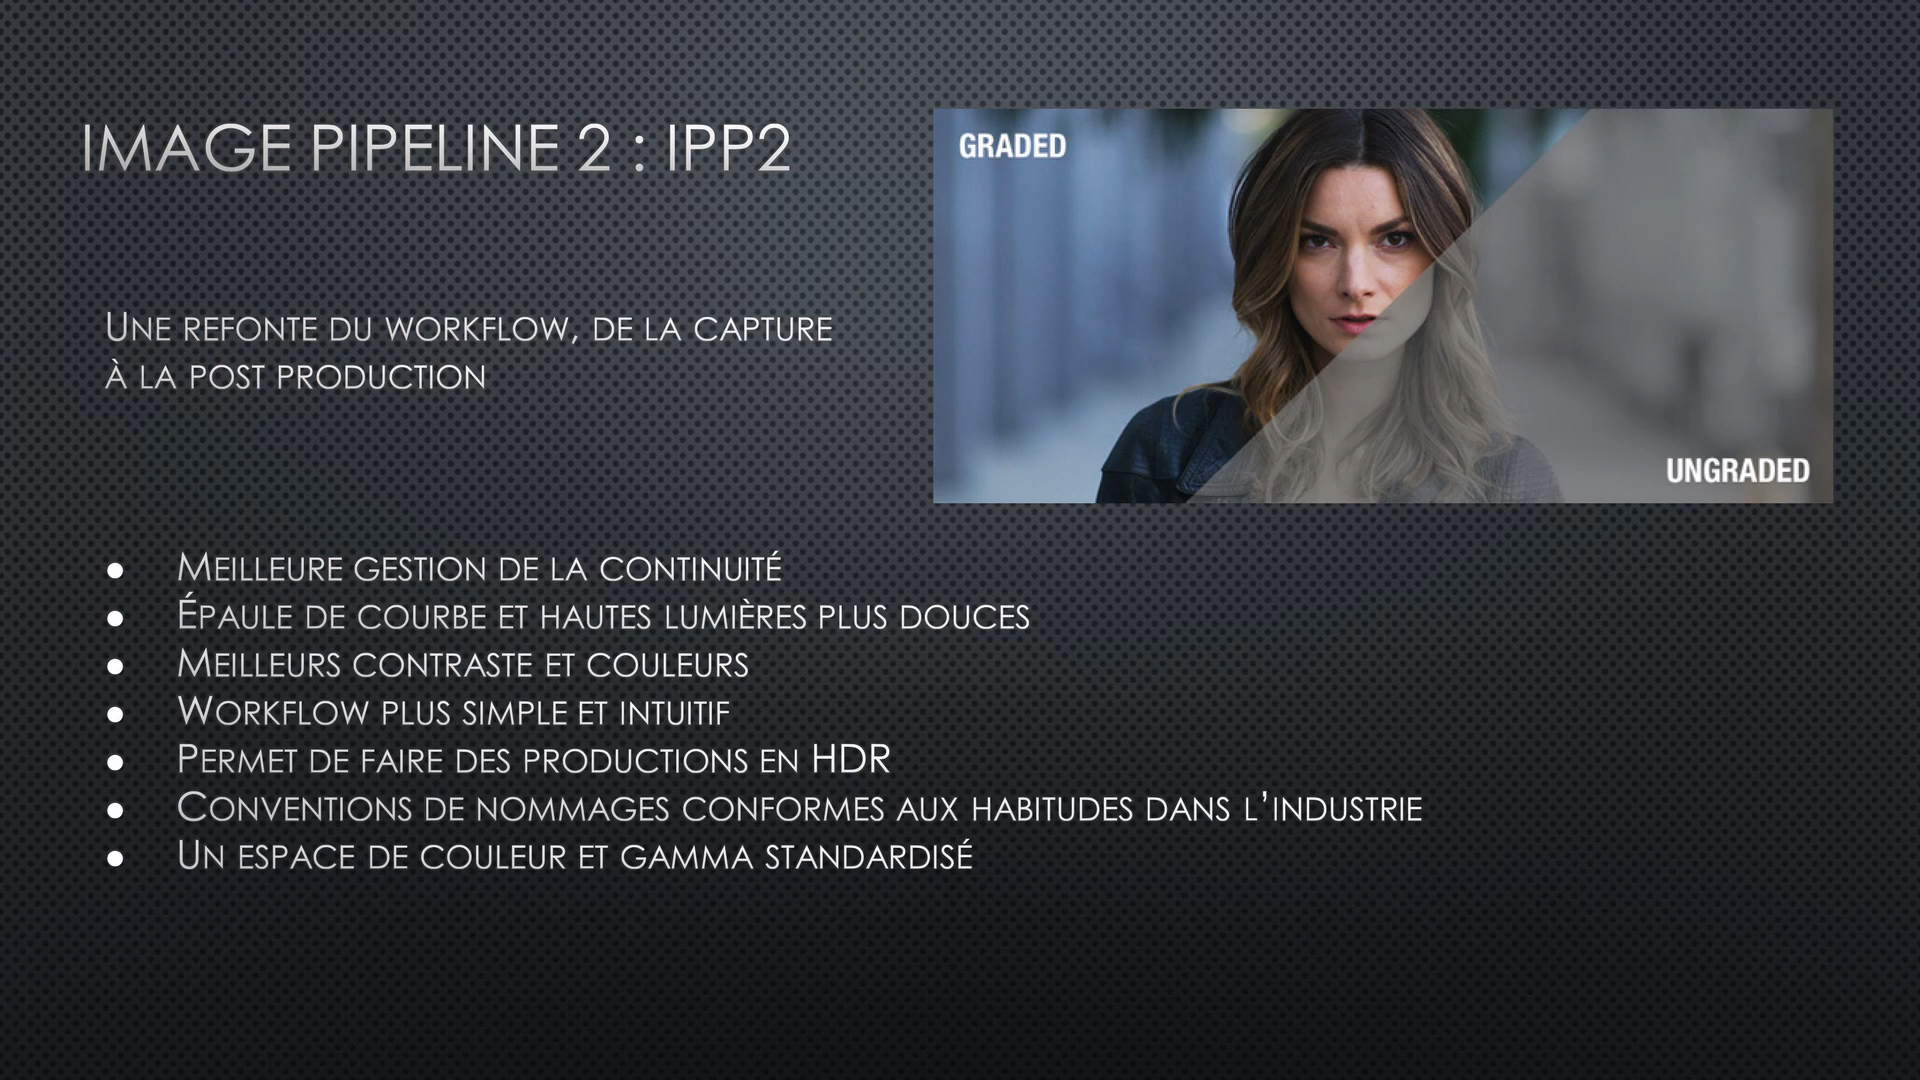 IMAGE PIPELINE 2 : IPP2
GRADED
UNGRADED
UNE REFONTE DU WORKFLOW, DE LA CAPTURE
À LA POST PRODUCTION
● MEILLEURE GESTION DE LA CONTINUITÉ
● ÉPAULE DE COURBE ET HAUTES LUMIÈRES PLUS DOUCES
● MEILLEURS CONTRASTE ET COULEURS
● WORKFLOW PLUS SIMPLE ET INTUITIF
● PERMET DE FAIRE DES PRODUCTIONS EN HDR
● CONVENTIONS DE NOMMAGES CONFORMES AUX HABITUDES DANS L’INDUSTRIE
● UN ESPACE DE COULEUR ET GAMMA STANDARDISÉ